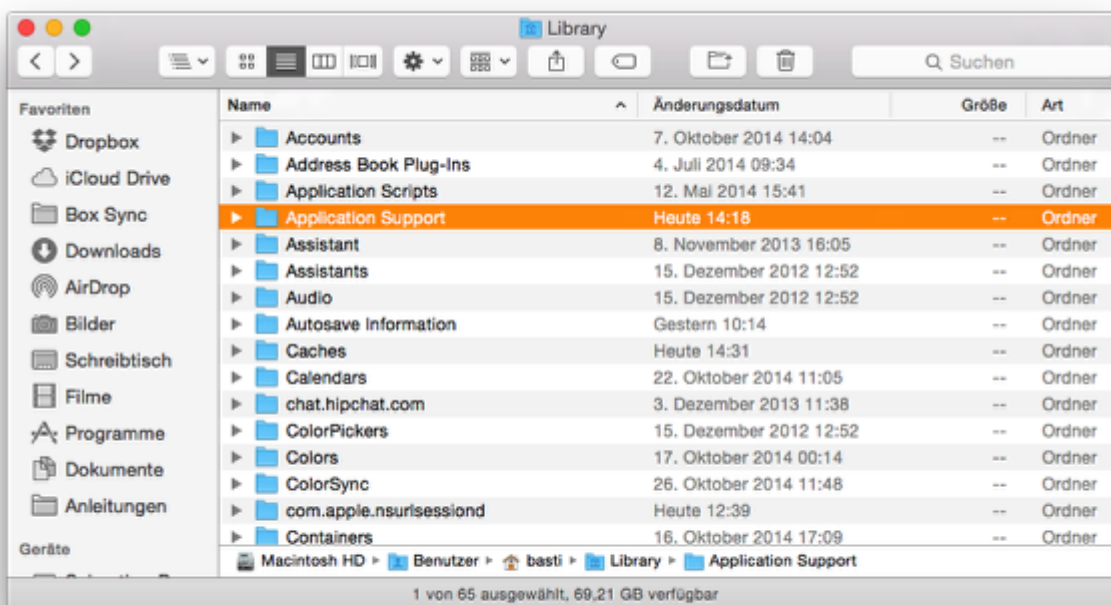 Library
Suchen
Favoriten
Dropbox
iCloud Drive
Box Sync
Downloads
AirDrop
Bilder
Schreibtisch
Filme
Programme
Dokumente
Anleitungen
Geräte
Name Änderungsdatum Größe Art
Accounts 7. Oktober 2014 14:04 -- Ordner
Address Book Plug-Ins 4. Juli 2014 09:34 -- Ordner
Application Scripts 12. Mai 2014 15:41 -- Ordner
Application Support Heute 14:18 -- Ordner
Assistant 8. November 2013 16:05 -- Ordner
Assistants 15. Dezember 2012 12:52 -- Ordner
Audio 15. Dezember 2012 12:52 -- Ordner
Autosave Information Gestern 10:14 -- Ordner
Caches Heute 14:31 -- Ordner
Calendars 22. Oktober 2014 11:05 -- Ordner
chat.hipchat.com 3. Dezember 2013 11:38 -- Ordner
ColorPickers 15. Dezember 2012 12:52 -- Ordner
Colors 17. Oktober 2014 00:14 -- Ordner
ColorSync 26. Oktober 2014 11:48 -- Ordner
com.apple.nsurlsessiond Heute 12:39 -- Ordner
Containers 16. Oktober 2014 17:09 -- Ordner
Macintosh HD ▸ Benutzer ▸ basti ▸ Library ▸ Application Support
1 von 65 ausgewählt, 69,21 GB verfügbar